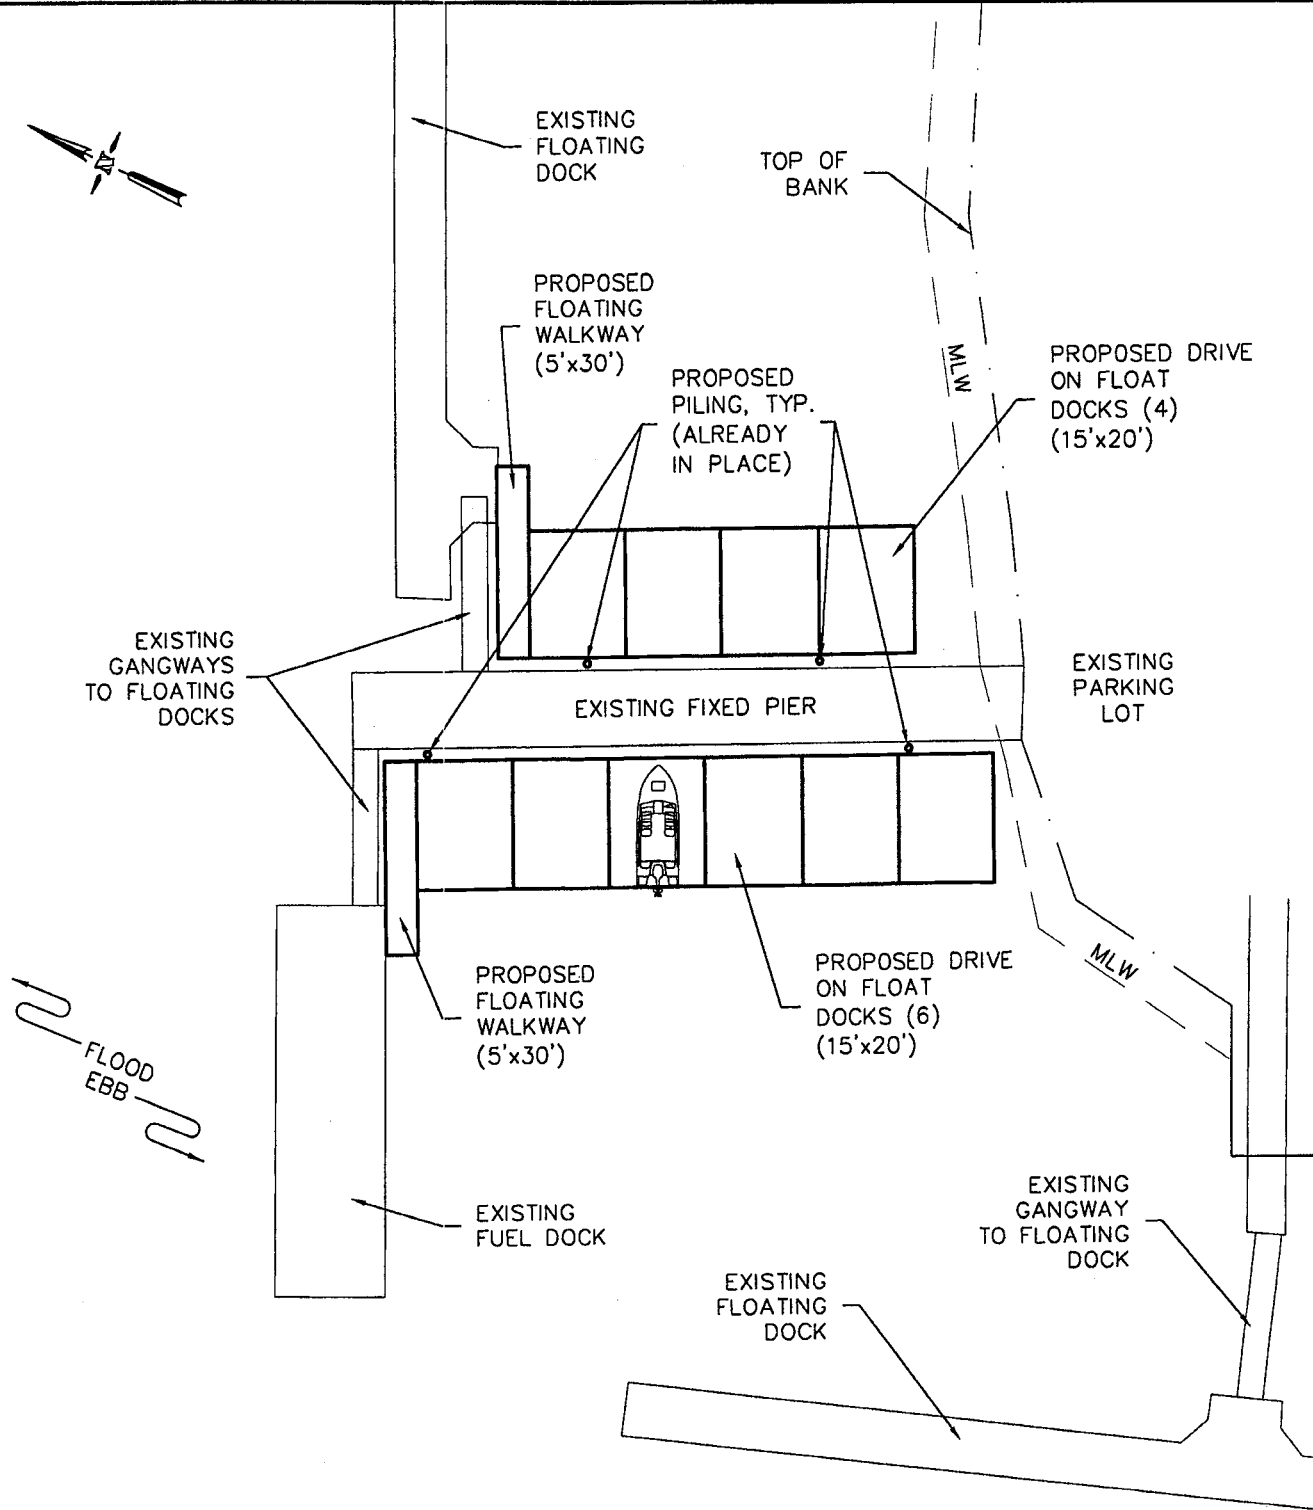 EXISTING
FLOATING
DOCK
TOP OF
BANK
PROPOSED
FLOATING
WALKWAY
(5'x30')
PROPOSED
PILING, TYP.
(ALREADY
IN PLACE)
MLW
PROPOSED DRIVE
ON FLOAT
DOCKS (4)
(15'x20')
EXISTING
GANGWAYS
TO FLOATING
DOCKS
EXISTING FIXED PIER
EXISTING
PARKING
LOT
PROPOSED
FLOATING
WALKWAY
(5'x30')
PROPOSED DRIVE
ON FLOAT
DOCKS (6)
(15'x20')
MLW
FLOOD
EBB
EXISTING
FUEL DOCK
EXISTING
GANGWAY
TO FLOATING
DOCK
EXISTING
FLOATING
DOCK